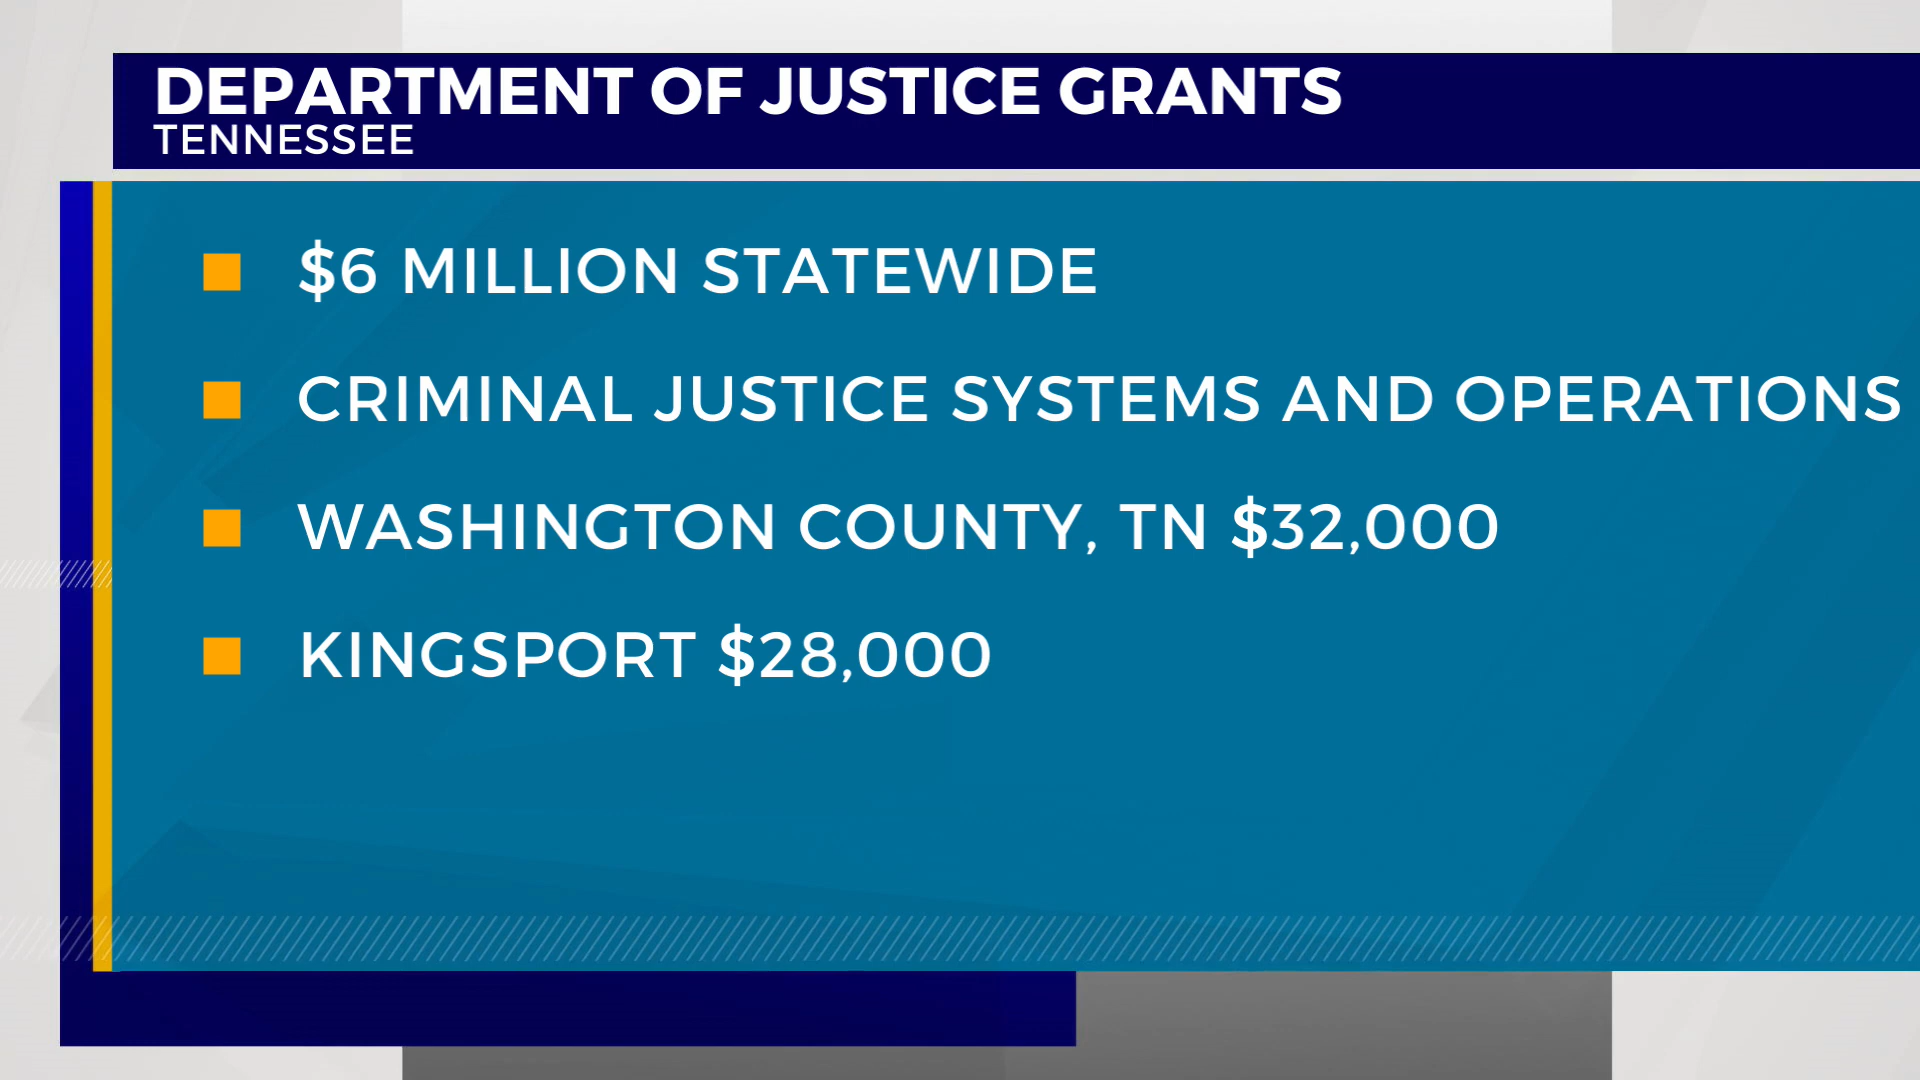 DEPARTMENT OF JUSTICE GRANTS
TENNESSEE
$6 MILLION STATEWIDE
CRIMINAL JUSTICE SYSTEMS AND OPERATIONS
WASHINGTON COUNTY, TN $32,000
KINGSPORT $28,000